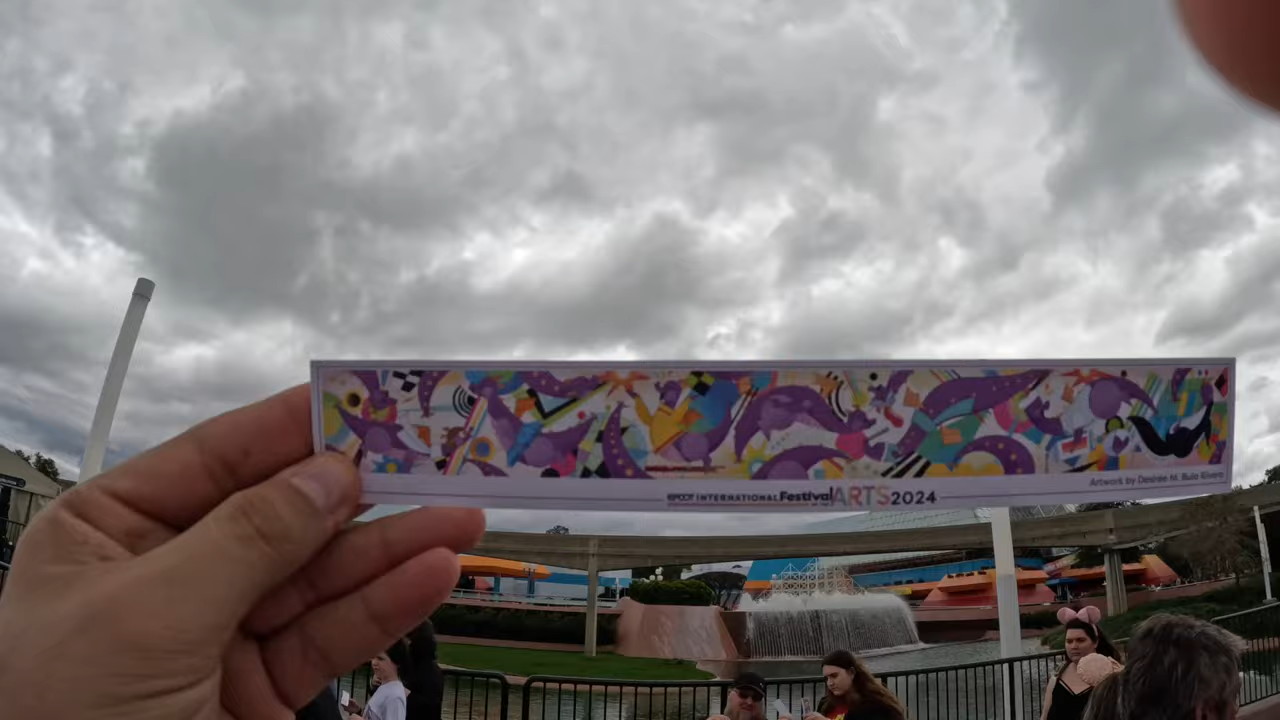 EPCOT INTERNATIONAL Festival ARTS 2024
Artwork by Desirée M. Ruiz Rivera